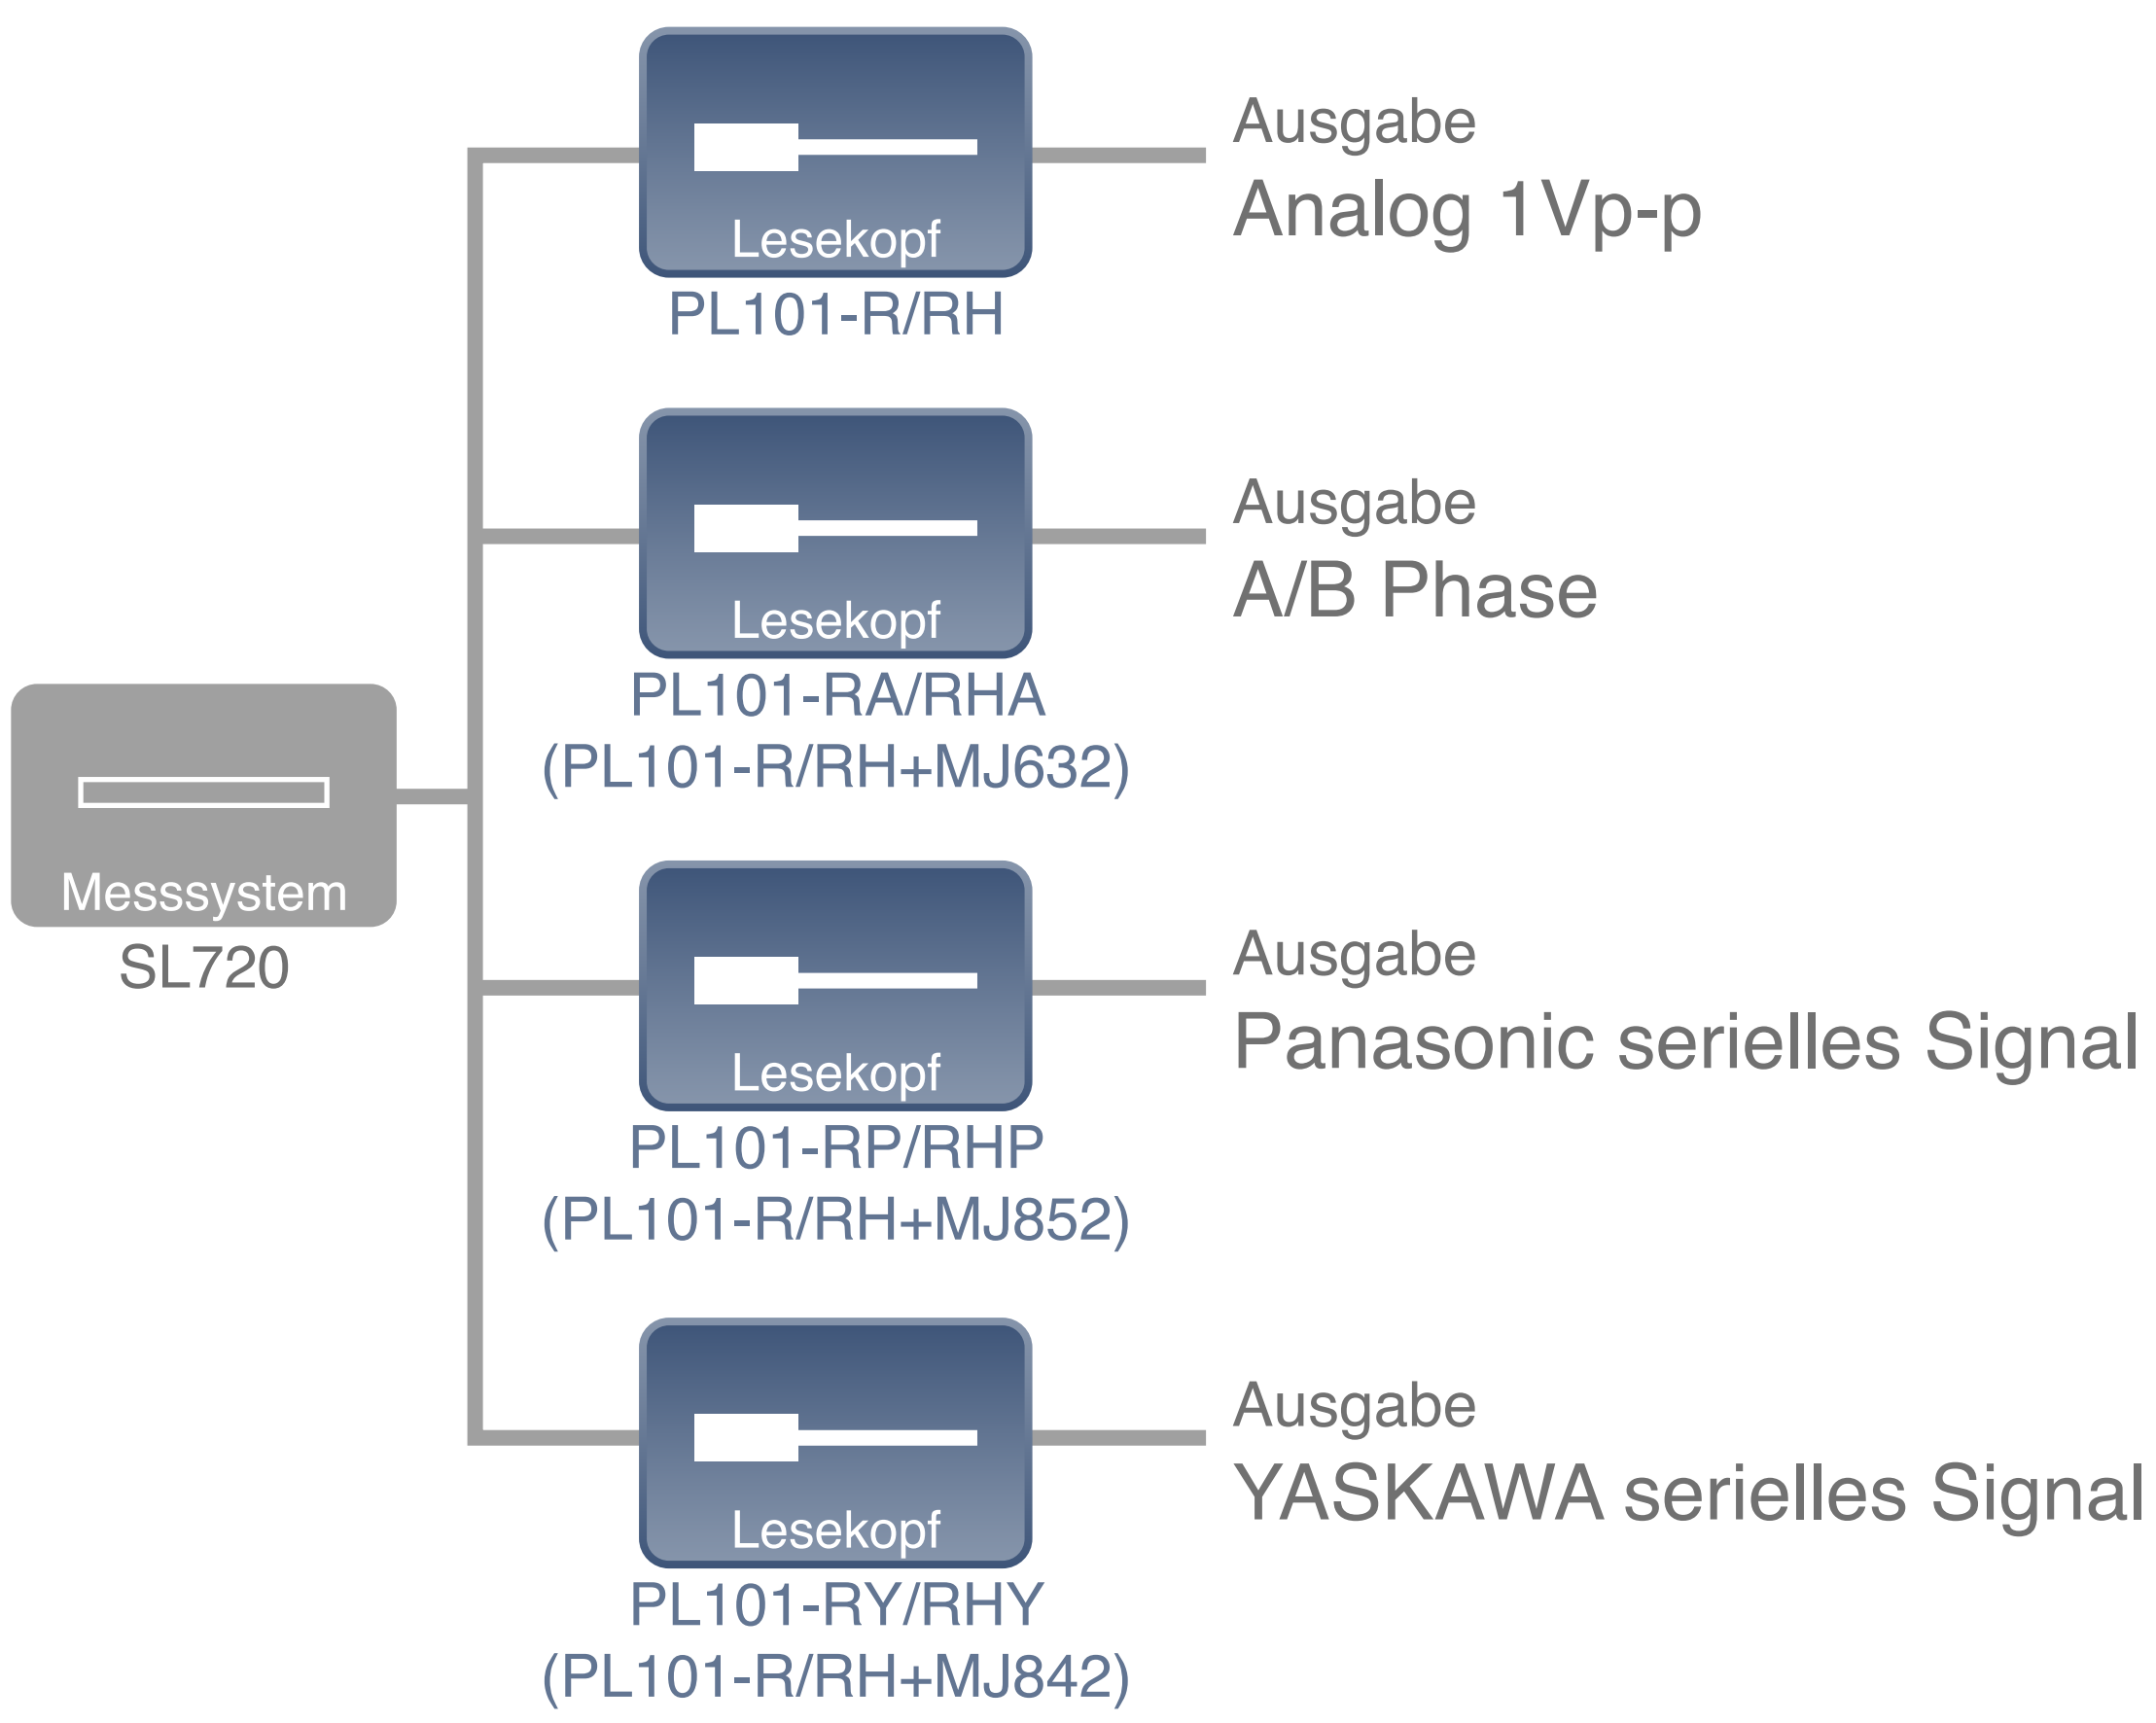 Messsystem
SL720
Lesekopf
PL101-R/RH
Ausgabe
Analog 1Vp-p
Lesekopf
PL101-RA/RHA
(PL101-R/RH+MJ632)
Ausgabe
A/B Phase
Lesekopf
PL101-RP/RHP
(PL101-R/RH+MJ852)
Ausgabe
Panasonic serielles Signal
Lesekopf
PL101-RY/RHY
(PL101-R/RH+MJ842)
Ausgabe
YASKAWA serielles Signal